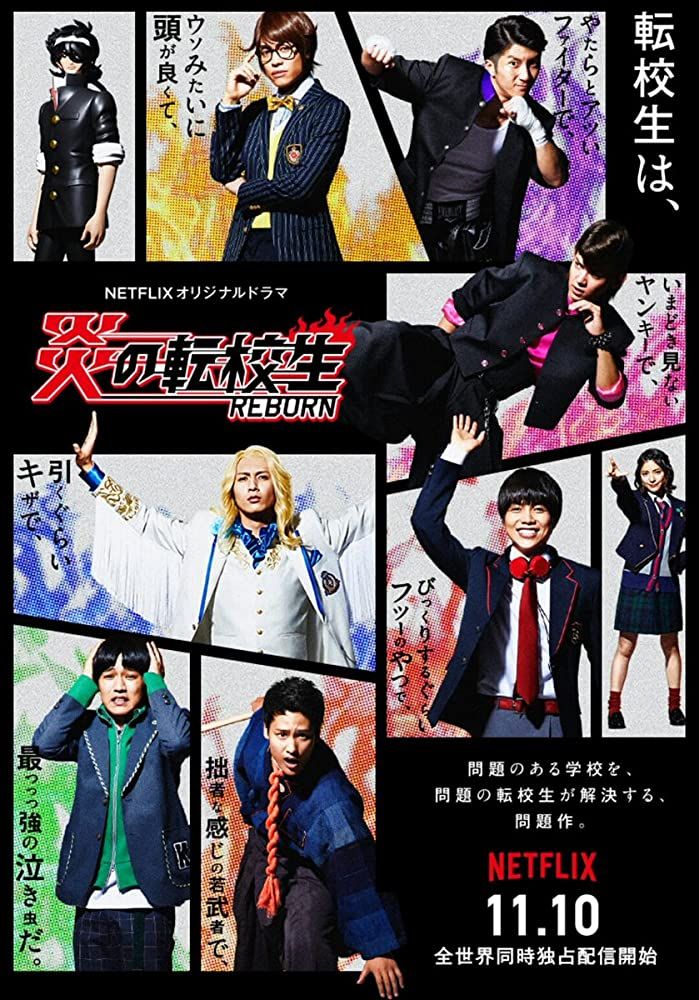 転校生は、
やたらとアツい
ファイターで、
ウソみたいに
頭が良くて、
NETFLIXオリジナルドラマ
炎の転校生
REBORN
いまどき見ない
ヤンキーで、
引くぐらい
キザで、
びっくりするぐらい
フツーのやつで、
拙者な感じの若武者で、
最っっっ強の泣き虫だ。
問題のある学校を、
問題の転校生が解決する、
問題作。
NETFLIX
11.10
全世界同時独占配信開始